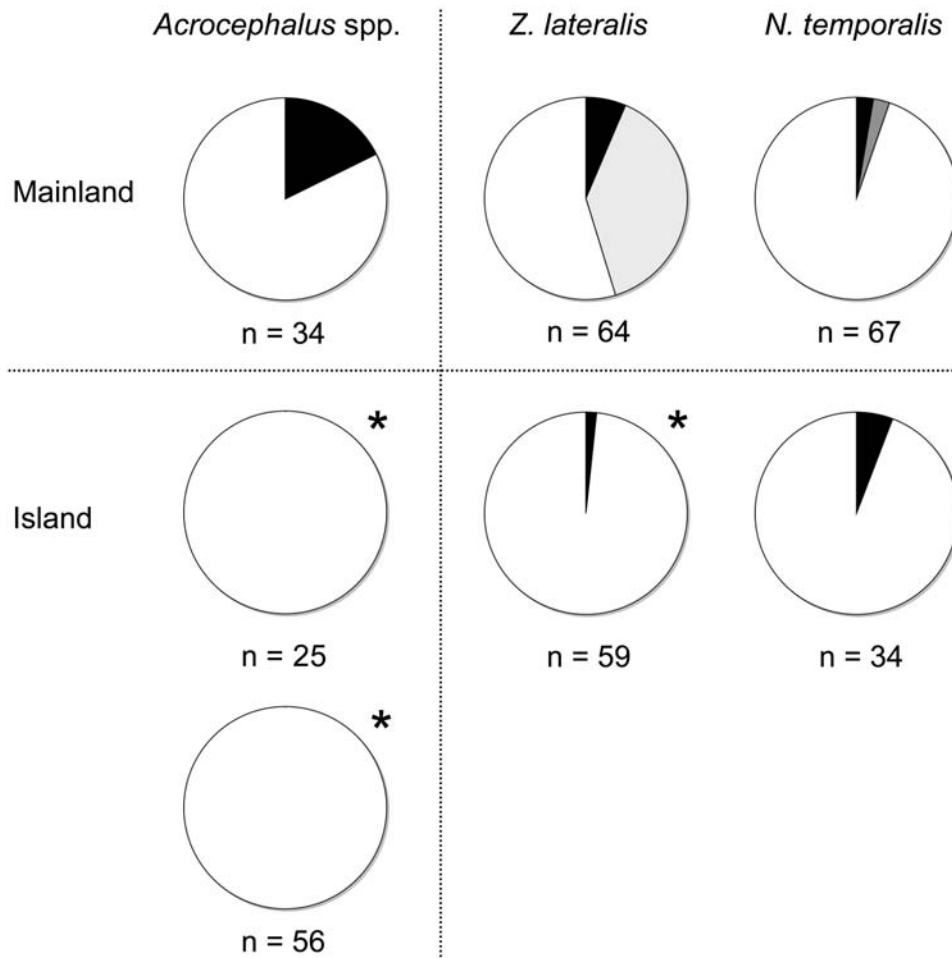 Acrocephalus spp. Z. lateralis N. temporalis
Mainland
n = 34 n = 64 n = 67
* *
Island
n = 25 n = 59 n = 34
*
n = 56